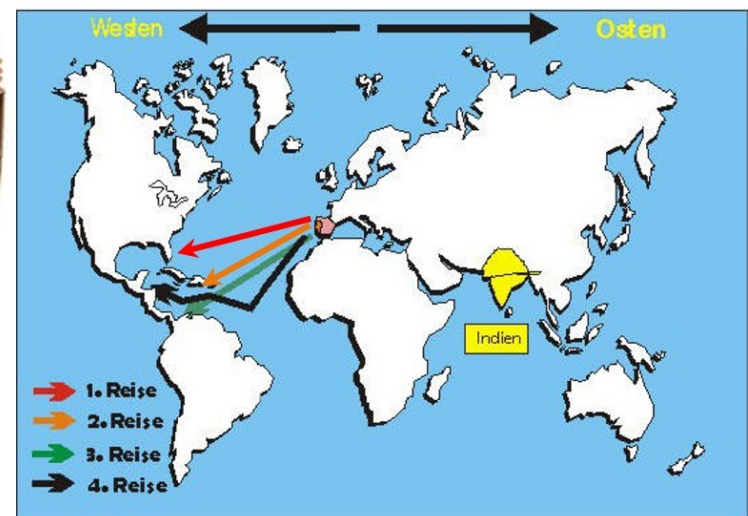 Westen
Osten
Indien
1. Reise
2. Reise
3. Reise
4. Reise